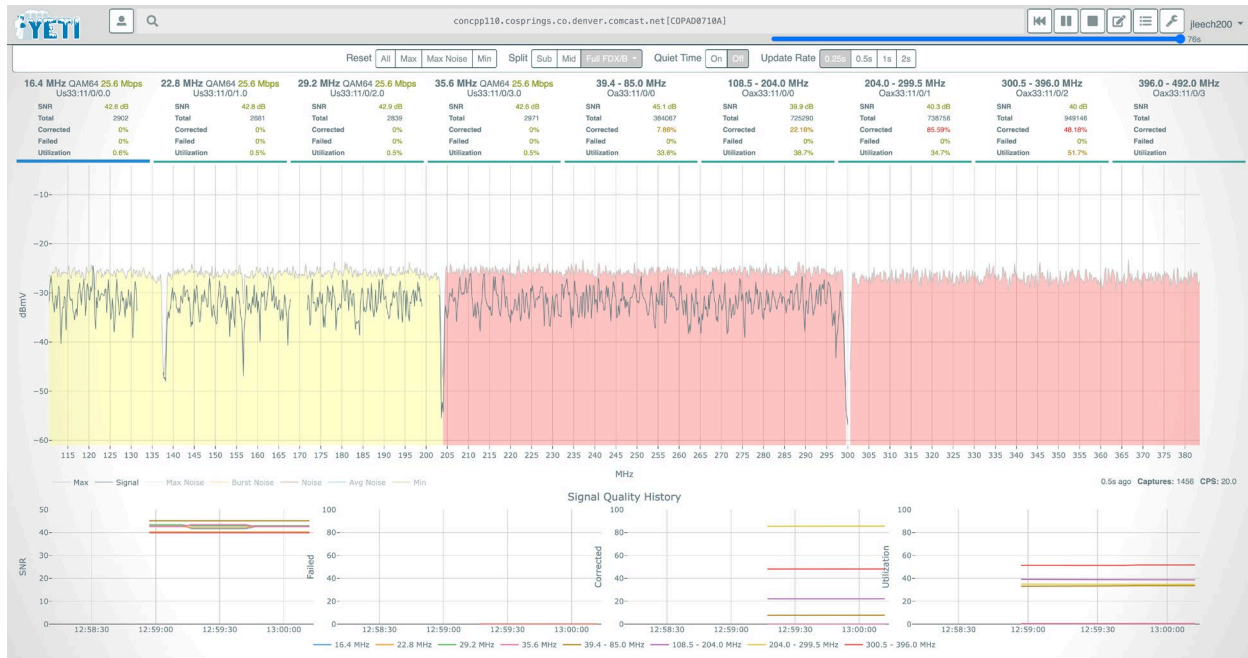 YETI
concpp110.cosprings.co.denver.comcast.net[COPAD0710A]
jleech200
76s
Reset All Max Max Noise Min Split Sub Mid Full FDX/B Quiet Time On Off Update Rate 0.25s 0.5s 1s 2s
16.4 MHz QAM64 25.6 Mbps
Us33:11/0/0.0
SNR 42.6 dB
Total 2902
Corrected 0%
Failed 0%
Utilization 0.6%
22.8 MHz QAM64 25.6 Mbps
Us33:11/0/1.0
SNR 42.8 dB
Total 2681
Corrected 0%
Failed 0%
Utilization 0.5%
29.2 MHz QAM64 25.6 Mbps
Us33:11/0/2.0
SNR 42.9 dB
Total 2839
Corrected 0%
Failed 0%
Utilization 0.5%
35.6 MHz QAM64 25.6 Mbps
Us33:11/0/3.0
SNR 42.6 dB
Total 2971
Corrected 0%
Failed 0%
Utilization 0.5%
39.4 - 85.0 MHz
Oa33:11/0/0
SNR 45.1 dB
Total 384087
Corrected 7.86%
Failed 0%
Utilization 33.6%
108.5 - 204.0 MHz
Oax33:11/0/0
SNR 39.9 dB
Total 725290
Corrected 22.16%
Failed 0%
Utilization 38.7%
204.0 - 299.5 MHz
Oax33:11/0/1
SNR 40.3 dB
Total 738756
Corrected 85.59%
Failed 0%
Utilization 34.7%
300.5 - 396.0 MHz
Oax33:11/0/2
SNR 40 dB
Total 949146
Corrected 48.18%
Failed 0%
Utilization 51.7%
396.0 - 492.0 MHz
Oax33:11/0/3
SNR
Total
Corrected
Failed
Utilization
dBmV
−10
−20
−30
−40
−50
−60
115 120 125 130 135 140 145 150 155 160 165 170 175 180 185 190 195 200 205 210 215 220 225 230 235 240 245 250 255 260 265 270 275 280 285 290 295 300 305 310 315 320 325 330 335 340 345 350 355 360 365 370 375 380
MHz
Max Signal Max Noise Burst Noise Noise Avg Noise Min
0.5s ago Captures: 1456 CPS: 20.0
Signal Quality History
SNR
50
40
30
20
10
0
12:58:30 12:59:00 12:59:30 13:00:00
Failed
100
80
60
40
20
0
12:58:30 12:59:00 12:59:30 13:00:00
Corrected
100
80
60
40
20
0
12:58:30 12:59:00 12:59:30 13:00:00
Utilization
100
80
60
40
20
0
12:58:30 12:59:00 12:59:30 13:00:00
16.4 MHz 22.8 MHz 29.2 MHz 35.6 MHz 39.4 - 85.0 MHz 108.5 - 204.0 MHz 204.0 - 299.5 MHz 300.5 - 396.0 MHz